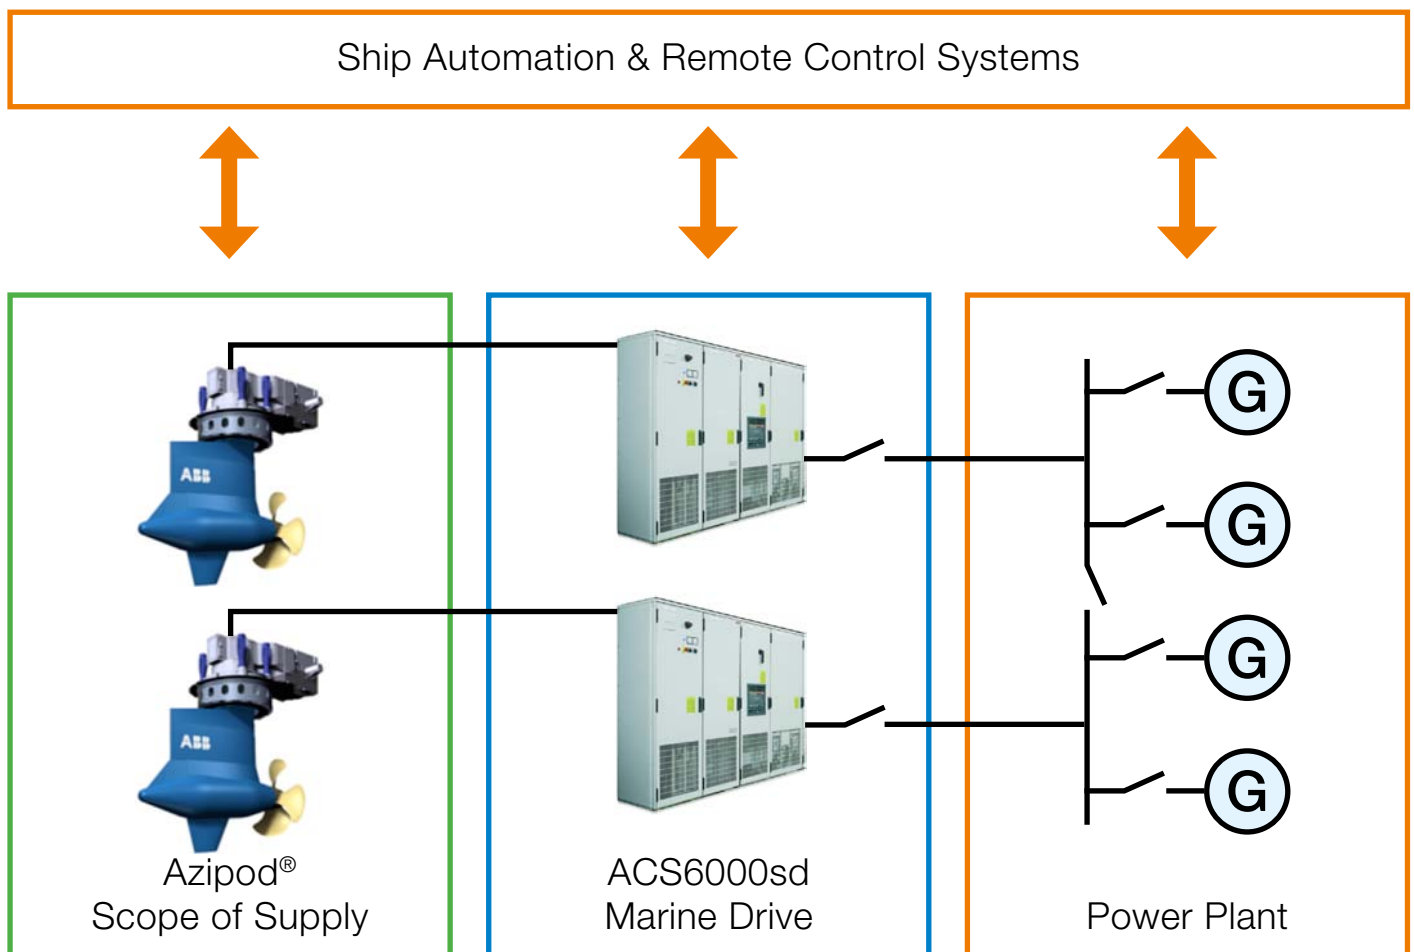 Ship Automation & Remote Control Systems
G
ABB
G
G
ABB
G
Azipod®
Scope of Supply
ACS6000sd
Marine Drive
Power Plant